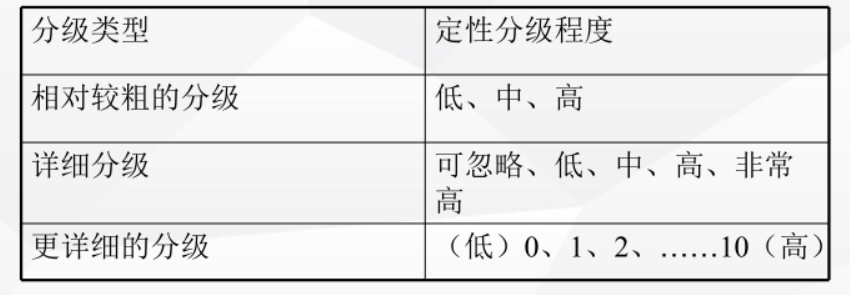 分级类型
定性分级程度
相对较粗的分级
低、中、高
详细分级
可忽略、低、中、高、非常
高
更详细的分级
（低）0、1、2、……10（高）